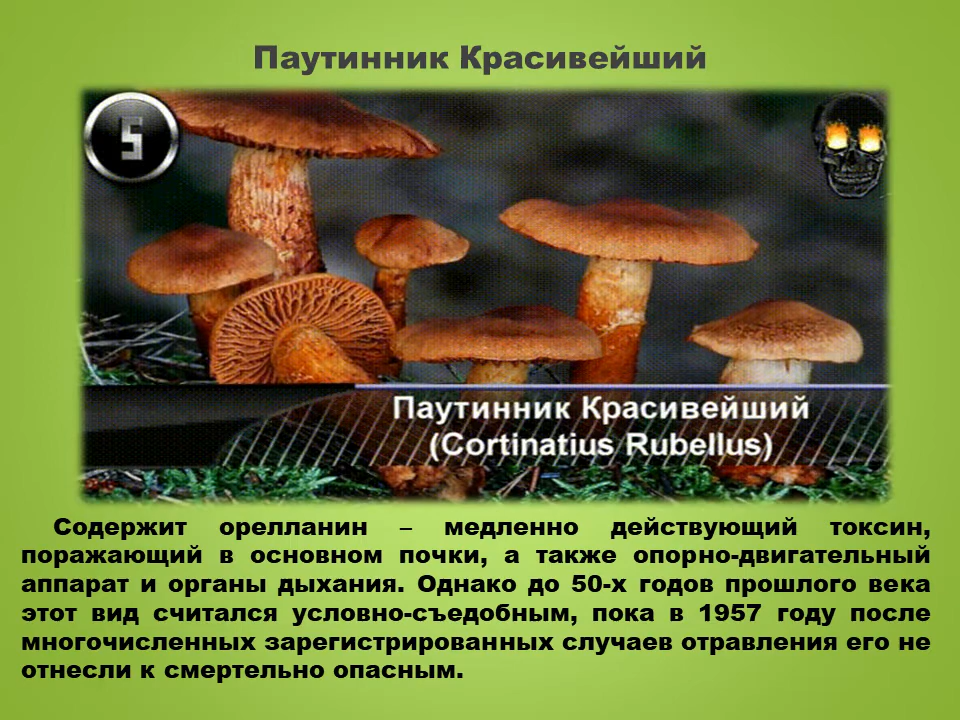 Паутинник Красивейший
5
Паутинник Красивейший
(Cortinatius Rubellus)
Содержит орелланин – медленно действующий токсин,
поражающий в основном почки, а также опорно-двигательный
аппарат и органы дыхания. Однако до 50-х годов прошлого века
этот вид считался условно-съедобным, пока в 1957 году после
многочисленных зарегистрированных случаев отравления его не
отнесли к смертельно опасным.